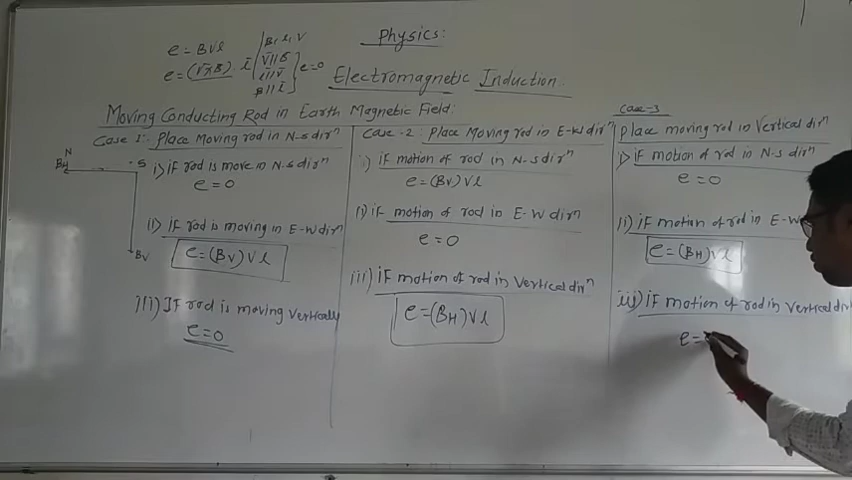 Physics:
e = BVl
e = (V̄×B̄) l̄
B, l, V
V̄ || B̄
l̄ || V̄
B || l̄
e=0
Electromagnetic Induction
Moving Conducting Rod in Earth Magnetic Field:
Case 1: Place Moving rod in N-S dirⁿ
N
BH
S
BV
i) if rod is move in N-S dirⁿ
e = 0
ii) if rod is moving in E-W dirⁿ
e = (BV) V l
iii) IF rod is moving Vertically
e = 0
Case -2: Place Moving rod in E-W dirⁿ
i) if motion of rod in N-S dirⁿ
e = (BV) V l
ii) if motion of rod in E-W dirⁿ
e = 0
iii) if motion of rod in Vertical dirⁿ
e = (BH) V l
Case -3
Place moving rod in Vertical dirⁿ
i) if motion of rod in N-S dirⁿ
e = 0
ii) if motion of rod in E-W
e = (BH) V l
iii) if motion of rod in Vertical dirⁿ
e =